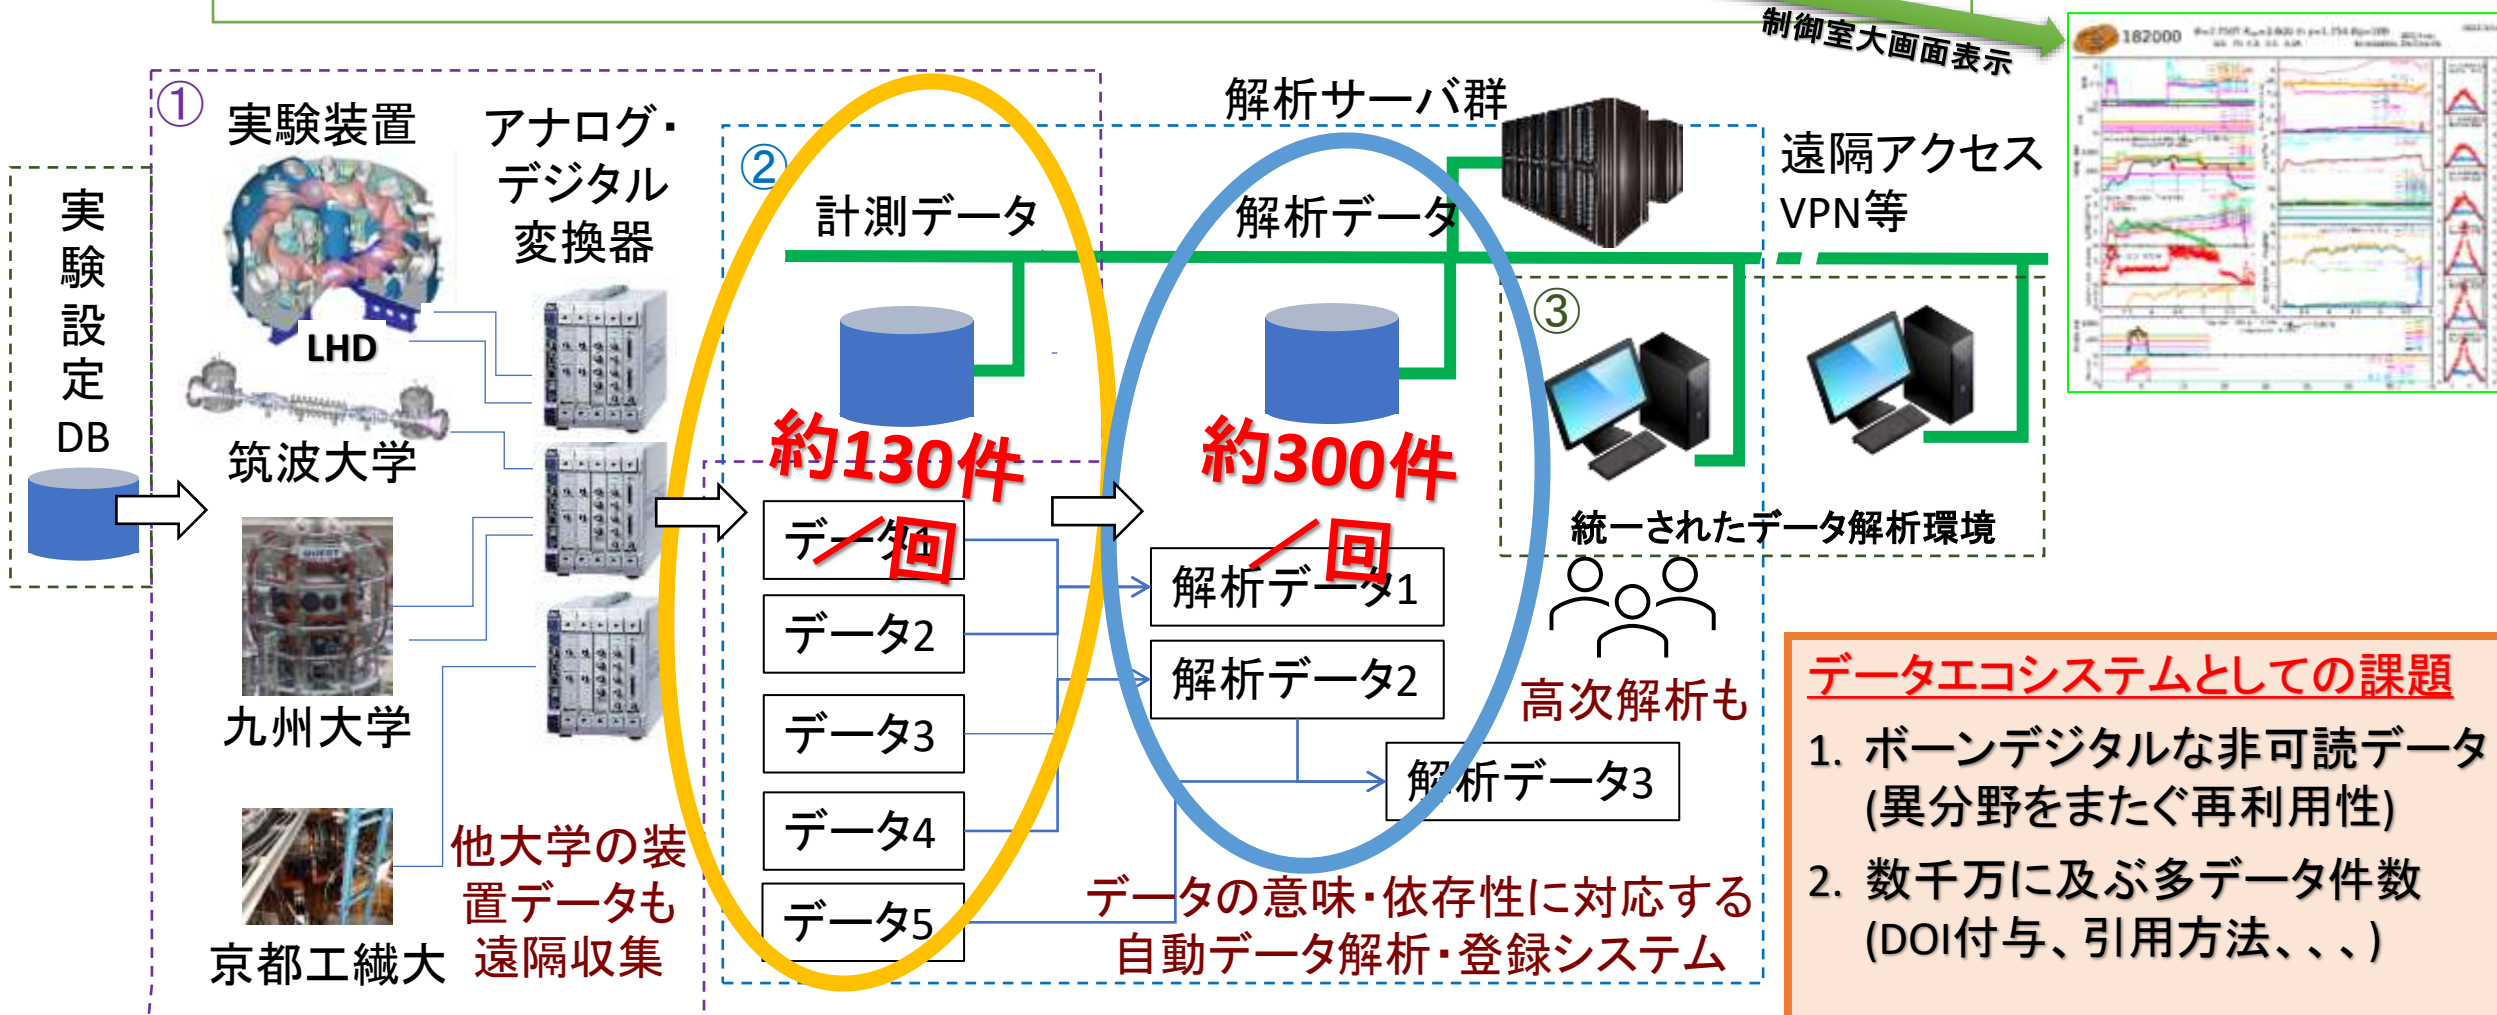 制御室大画面表示
182000
①
実験装置
アナログ・
デジタル
変換器
解析サーバ群
遠隔アクセス
VPN等
②
計測データ
解析データ
実
験
設
定
DB
LHD
③
筑波大学
約130件
/回
約300件
/回
統一されたデータ解析環境
データ1
データ2
データ3
データ4
データ5
解析データ1
解析データ2
解析データ3
高次解析も
九州大学
京都工繊大
他大学の装
置データも
遠隔収集
データの意味・依存性に対応する
自動データ解析・登録システム
データエコシステムとしての課題
1. ボーンデジタルな非可読データ
(異分野をまたぐ再利用性)
2. 数千万に及ぶ多データ件数
(DOI付与、引用方法、、、)